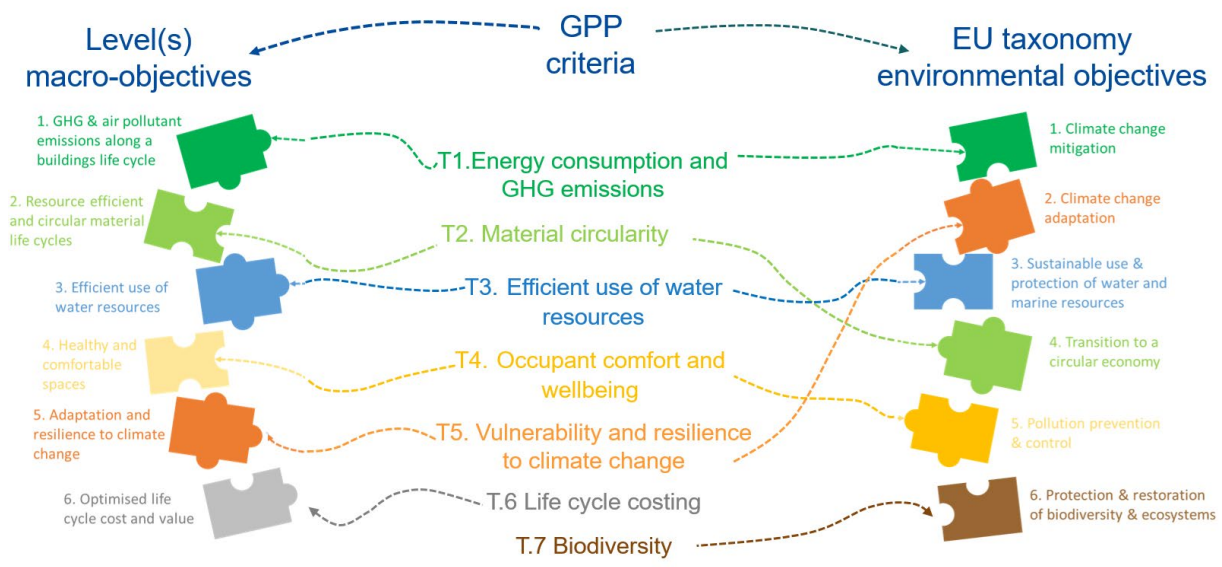 Level(s)
macro-objectives
GPP
criteria
EU taxonomy
environmental objectives
1. GHG & air pollutant
emissions along a
buildings life cycle
2. Resource efficient
and circular material
life cycles
3. Efficient use of
water resources
4. Healthy and
comfortable
spaces
5. Adaptation and
resilience to climate
change
6. Optimised life
cycle cost and value
T1.Energy consumption and
GHG emissions
T2. Material circularity
T3. Efficient use of water
resources
T4. Occupant comfort and
wellbeing
T5. Vulnerability and resilience
to climate change
T.6 Life cycle costing
T.7 Biodiversity
1. Climate change
mitigation
2. Climate change
adaptation
3. Sustainable use &
protection of water and
marine resources
4. Transition to a
circular economy
5. Pollution prevention
& control
6. Protection & restoration
of biodiversity & ecosystems